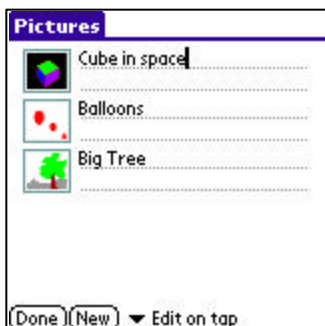 Pictures
Cube in space
Balloons
Big Tree
Done New Edit on tap